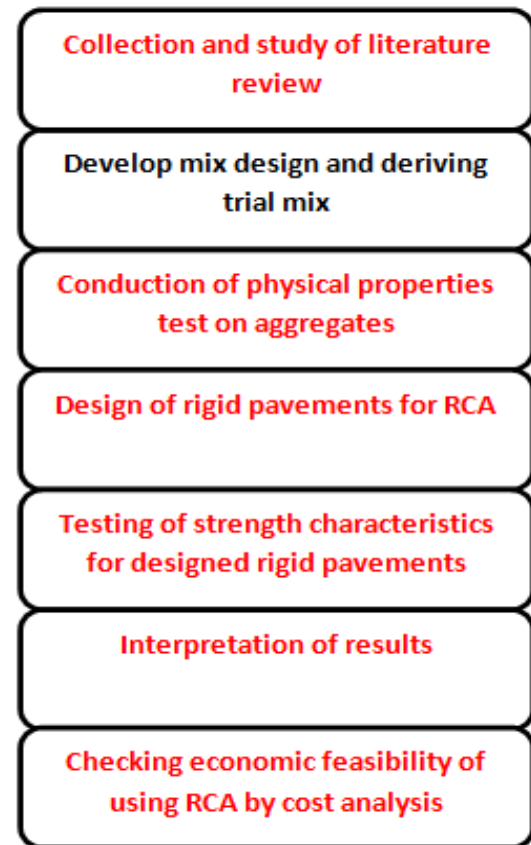 Collection and study of literature
review
Develop mix design and deriving
trial mix
Conduction of physical properties
test on aggregates
Design of rigid pavements for RCA
Testing of strength characteristics
for designed rigid pavements
Interpretation of results
Checking economic feasibility of
using RCA by cost analysis